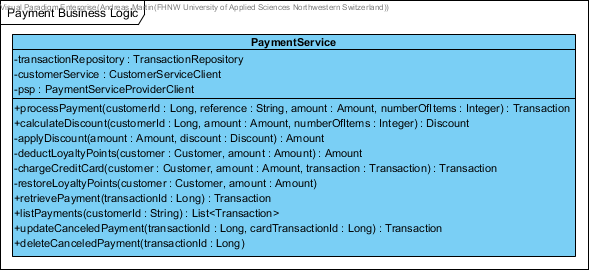 Visual Paradigm Enterprise(Andreas Martin(FHNW University of Applied Sciences Northwestern Switzerland))
Payment Business Logic
PaymentService
-transactionRepository : TransactionRepository
-customerService : CustomerServiceClient
-psp : PaymentServiceProviderClient
+processPayment(customerId : Long, reference : String, amount : Amount, numberOfItems : Integer) : Transaction
+calculateDiscount(customerId : Long, amount : Amount, numberOfItems : Integer) : Discount
-applyDiscount(amount : Amount, discount : Discount) : Amount
-deductLoyaltyPoints(customer : Customer, amount : Amount) : Amount
-chargeCreditCard(customer : Customer, amount : Amount, transaction : Transaction) : Transaction
-restoreLoyaltyPoints(customer : Customer, amount : Amount)
+retrievePayment(transactionId : Long) : Transaction
+listPayments(customerId : String) : List<Transaction>
+updateCanceledPayment(transactionId : Long, cardTransactionId : Long) : Transaction
+deleteCanceledPayment(transactionId : Long)